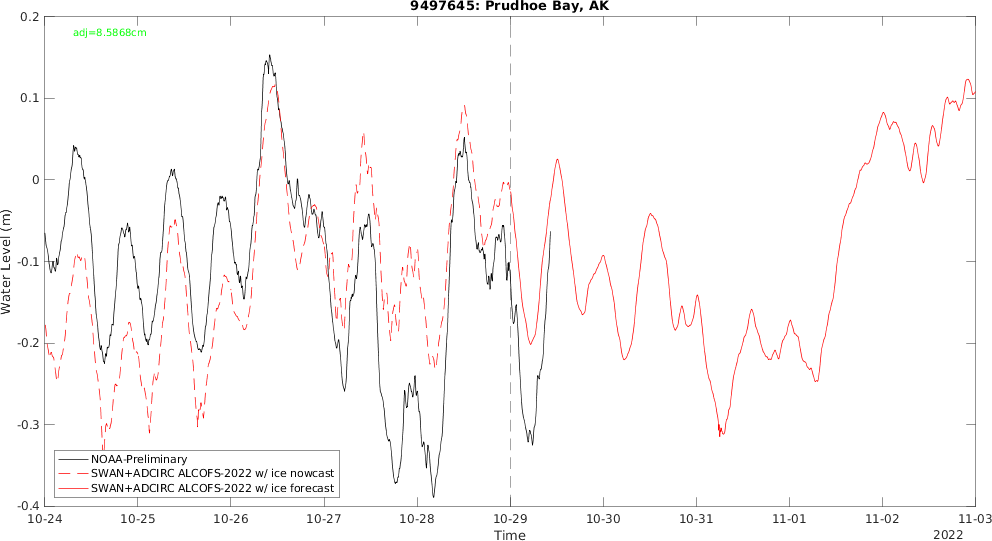 9497645: Prudhoe Bay, AK
adj=8.5868cm
0.2
0.1
0
-0.1
-0.2
-0.3
-0.4
Water Level (m)
NOAA-Preliminary
SWAN+ADCIRC ALCOFS-2022 w/ ice nowcast
SWAN+ADCIRC ALCOFS-2022 w/ ice forecast
10-24 10-25 10-26 10-27 10-28 10-29 10-30 10-31 11-01 11-02 11-03
Time
2022